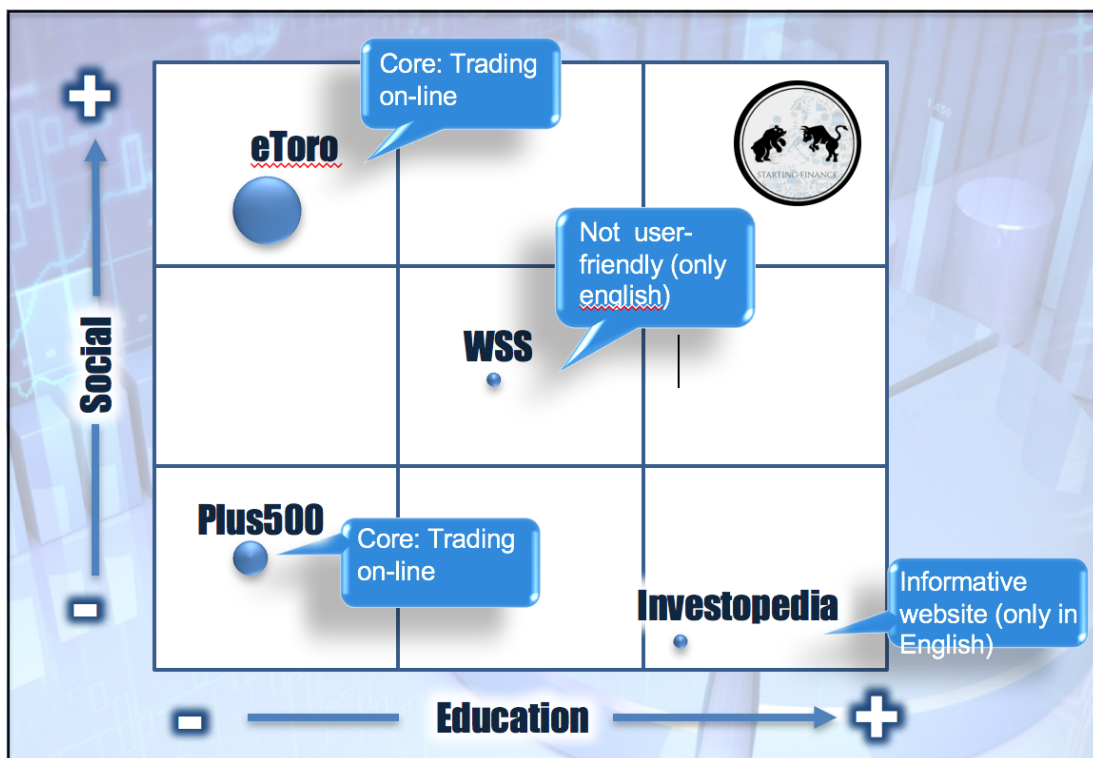 +
Core: Trading
on-line
eToro
STARTING FINANCE
Not user-
friendly (only
english)
WSS
Social
Plus500
Core: Trading
on-line
Investopedia
Informative
website (only in
English)
-
- Education +